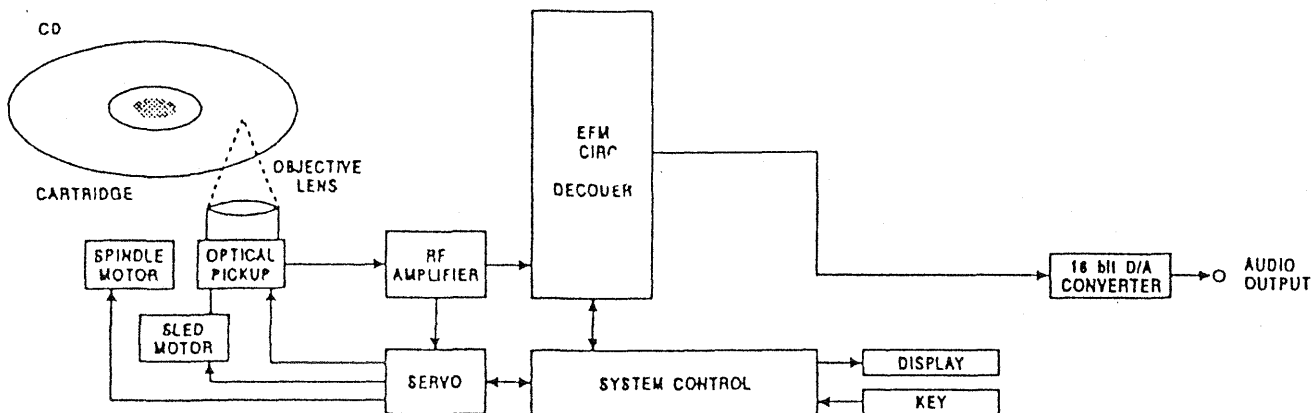 CD
CARTRIDGE
OBJECTIVE
LENS
SPINDLE
MOTOR
OPTICAL
PICKUP
SLED
MOTOR
RF
AMPLIFIER
SERVO
EFM
CIRC
DECODER
SYSTEM CONTROL
16 bit D/A
CONVERTER
AUDIO
OUTPUT
DISPLAY
KEY